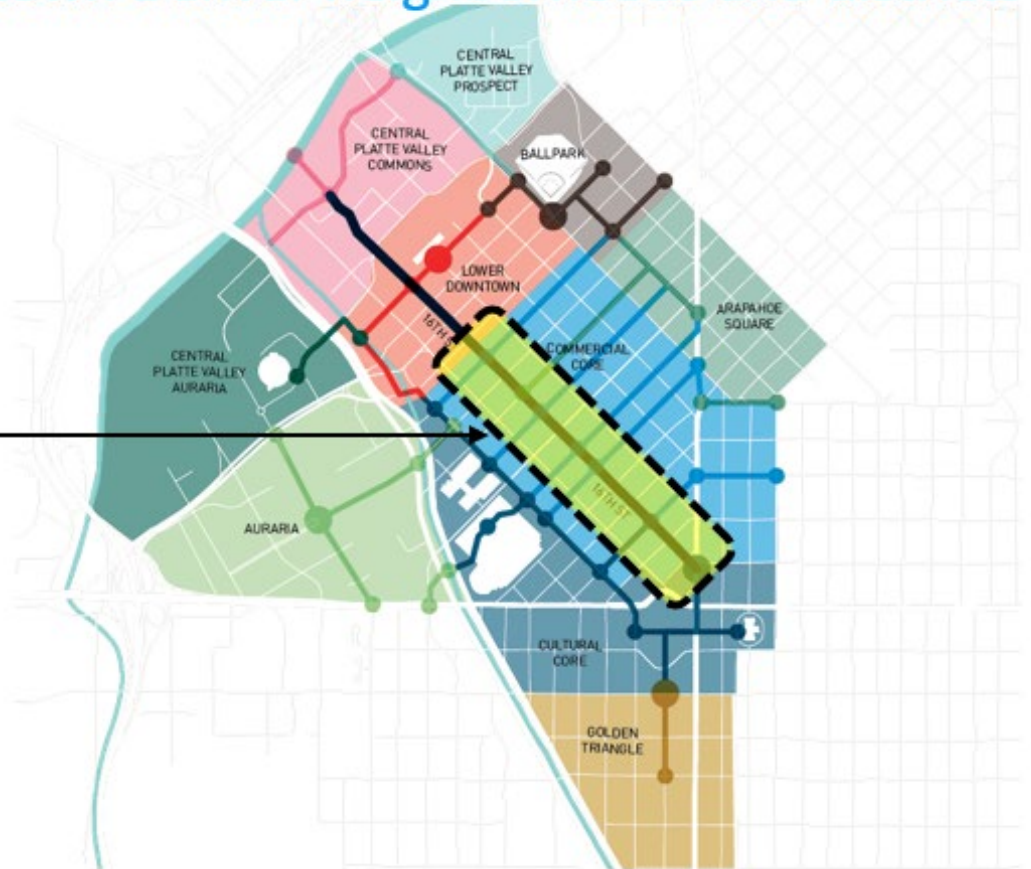 CENTRAL
PLATTE VALLEY
PROSPECT
CENTRAL
PLATTE VALLEY
COMMONS
BALLPARK
LOWER
DOWNTOWN
16TH S
ARAPAHOE
SQUARE
COMMERCIAL
CORE
CENTRAL
PLATTE VALLEY
AURARIA
16TH ST
AURARIA
CULTURAL
CORE
GOLDEN
TRIANGLE